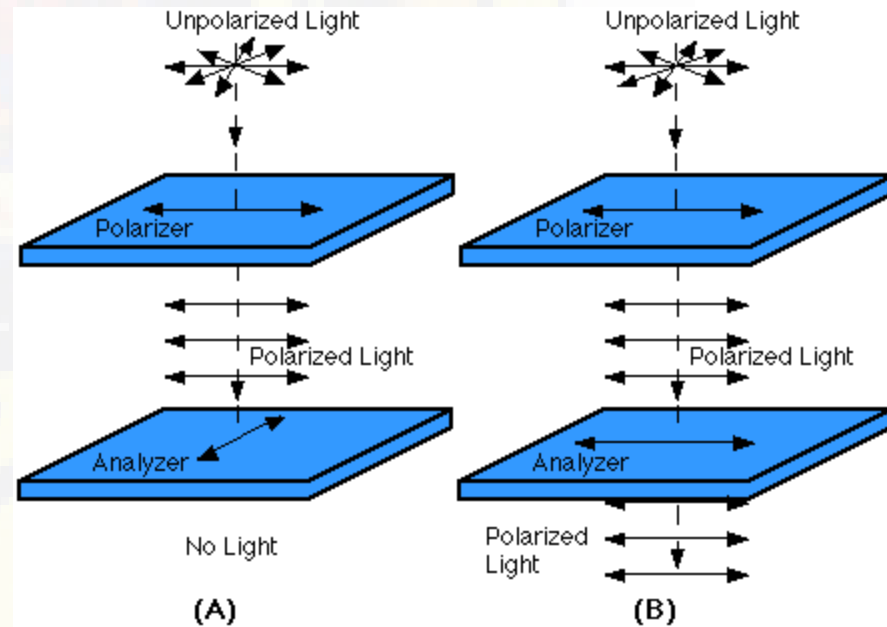 Unpolarized Light
Polarizer
Polarized Light
Analyzer
No Light
(A)
Unpolarized Light
Polarizer
Polarized Light
Analyzer
Polarized
Light
(B)